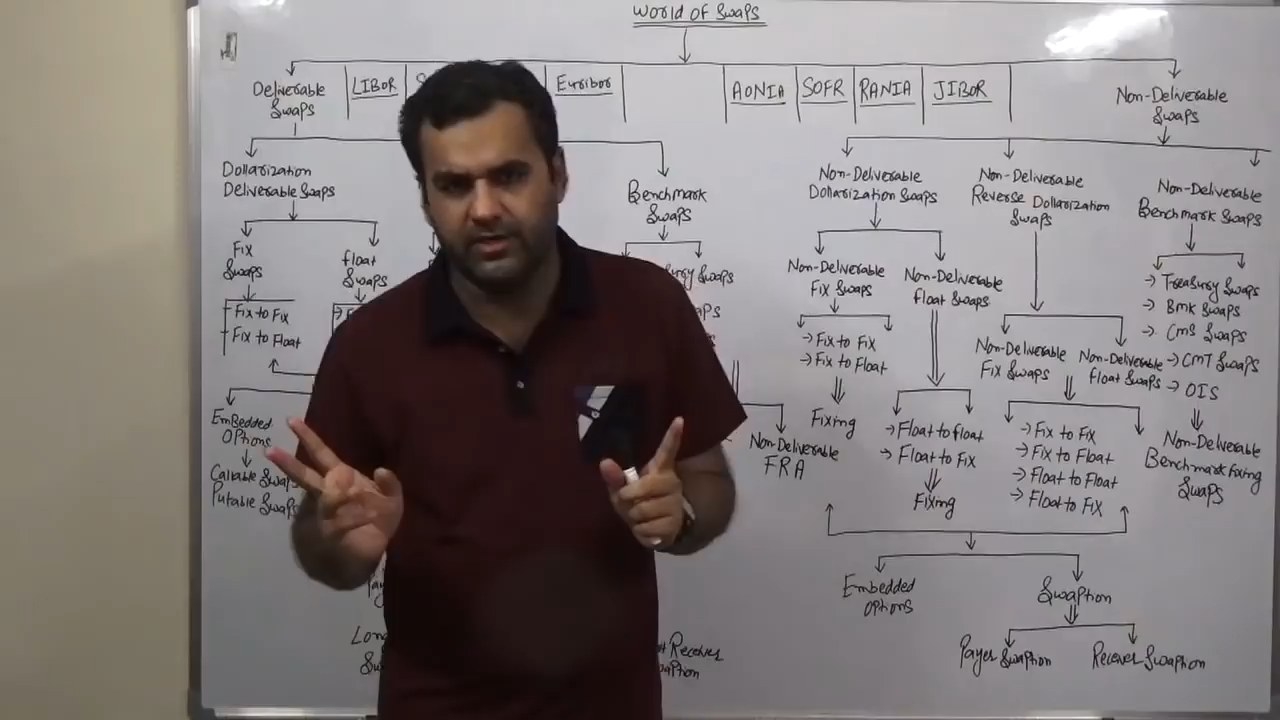 World of Swaps
Deliverable
Swaps
LIBOR
Euribor
AONIA
SOFR
RANIA
JIBOR
Non-Deliverable
Swaps
Dollarization
Deliverable Swaps
Fix
Swaps
Fix to Fix
Fix to Float
float
Swaps
Embedded
Options
Callable Swaps
Putable Swaps
Benchmark
Swaps
Swaps
Non-Deliverable
FRA
Non-Deliverable
Dollarization Swaps
Non-Deliverable
Fix Swaps
→ Fix to Fix
→ Fix to Float
Fixing
Non-Deliverable
float Swaps
→ Float to float
→ Float to Fix
Fixing
Non-Deliverable
Reverse Dollarization
Swaps
Non-Deliverable
Fix Swaps
Non-Deliverable
float Swaps
→ Fix to Fix
→ Fix to Float
→ Float to Float
→ Float to Fix
Non-Deliverable
Benchmark Swaps
→ Treasury Swaps
→ Bmk Swaps
→ CMS Swaps
→ CMT Swaps
→ OIS
Non-Deliverable
Benchmark Fixing
Swaps
Embedded
Options
Swaption
Payer Swaption
Receiver Swaption
Receiver